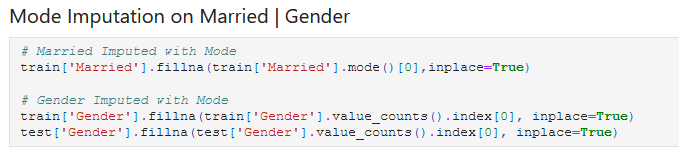 Mode Imputation on Married | Gender
# Married Imputed with Mode
train['Married'].fillna(train['Married'].mode()[0],inplace=True)
# Gender Imputed with Mode
train['Gender'].fillna(train['Gender'].value_counts().index[0], inplace=True)
test['Gender'].fillna(test['Gender'].value_counts().index[0], inplace=True)